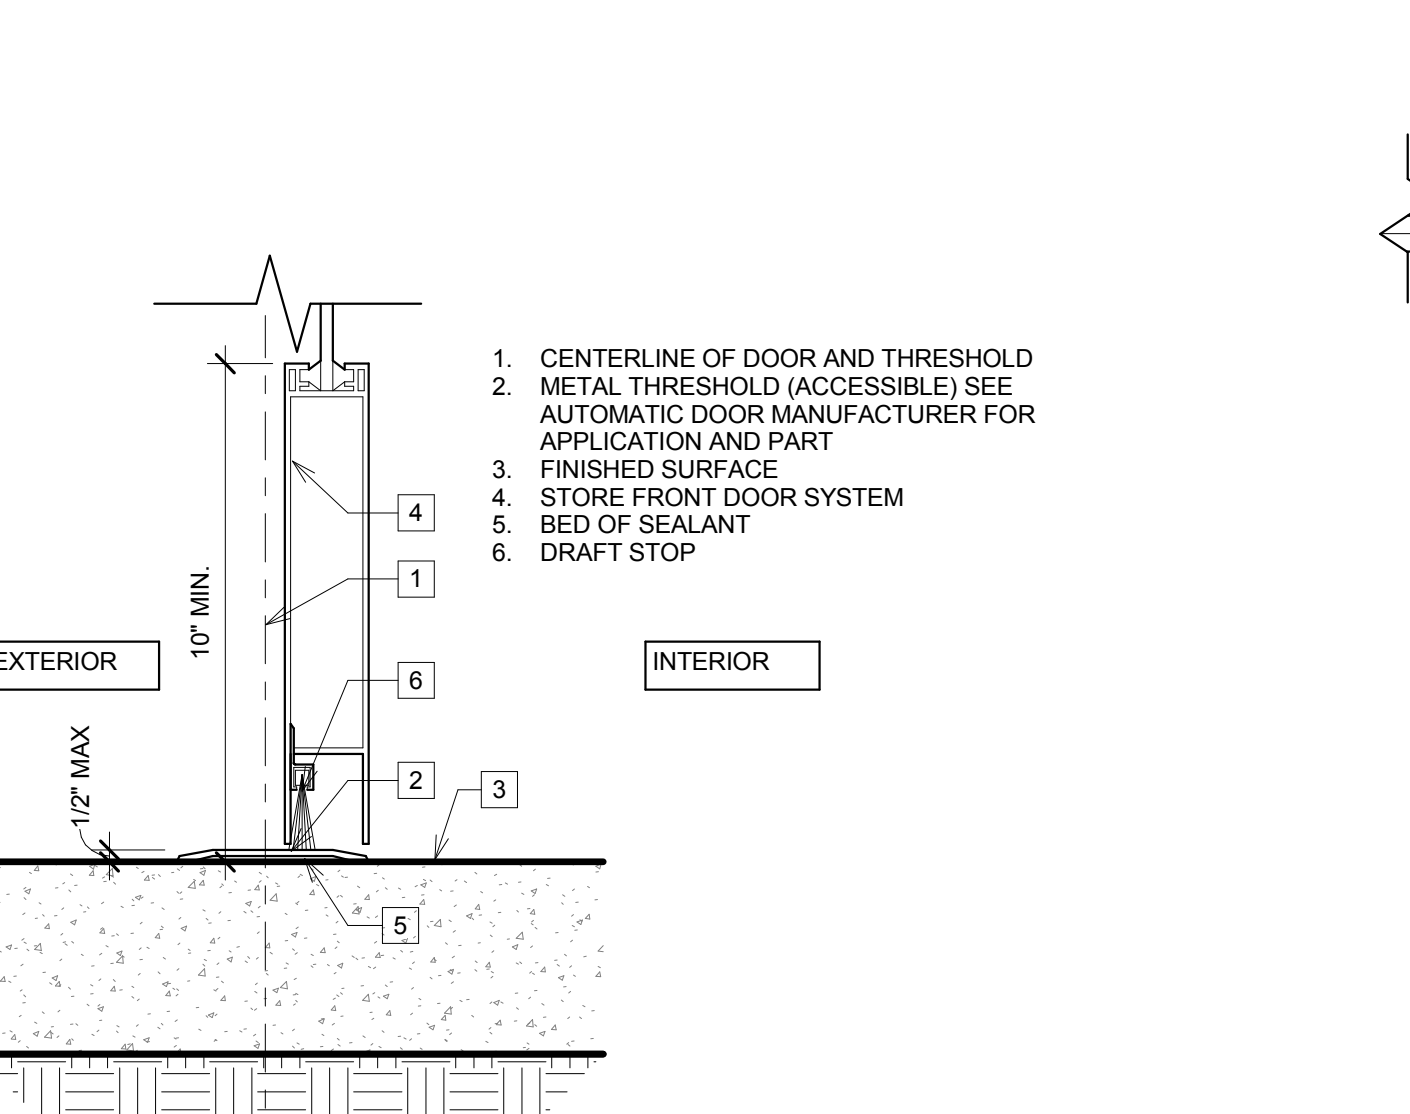 1. CENTERLINE OF DOOR AND THRESHOLD
2. METAL THRESHOLD (ACCESSIBLE) SEE
AUTOMATIC DOOR MANUFACTURER FOR
APPLICATION AND PART
3. FINISHED SURFACE
4. STORE FRONT DOOR SYSTEM
5. BED OF SEALANT
6. DRAFT STOP
4
1
10" MIN.
EXTERIOR
INTERIOR
6
1/2" MAX
2
3
5